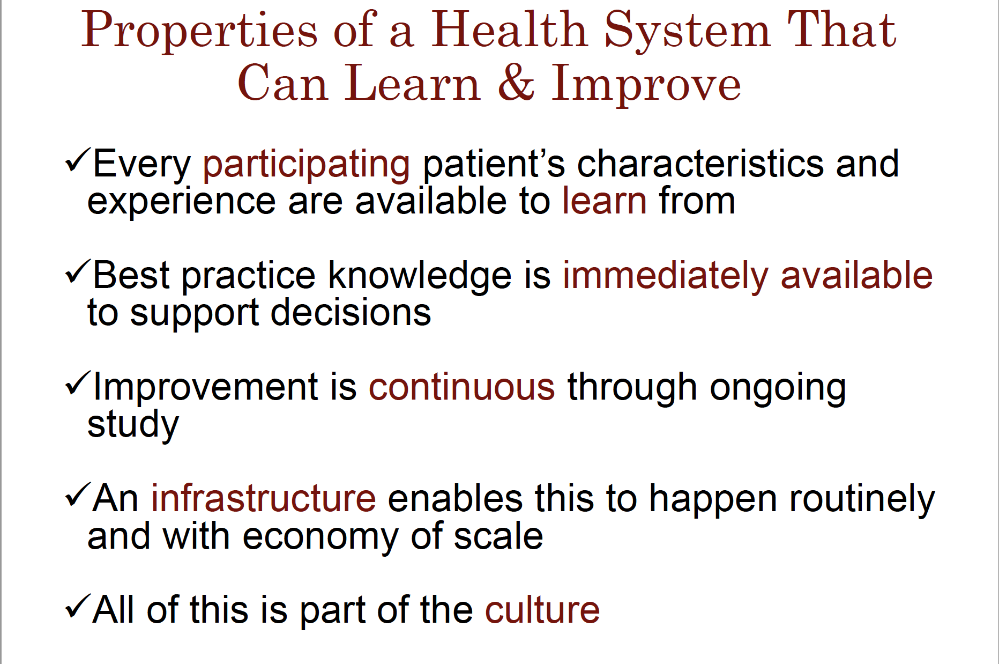 Properties of a Health System That
Can Learn & Improve
✓Every participating patient’s characteristics and
experience are available to learn from
✓Best practice knowledge is immediately available
to support decisions
✓Improvement is continuous through ongoing
study
✓An infrastructure enables this to happen routinely
and with economy of scale
✓All of this is part of the culture